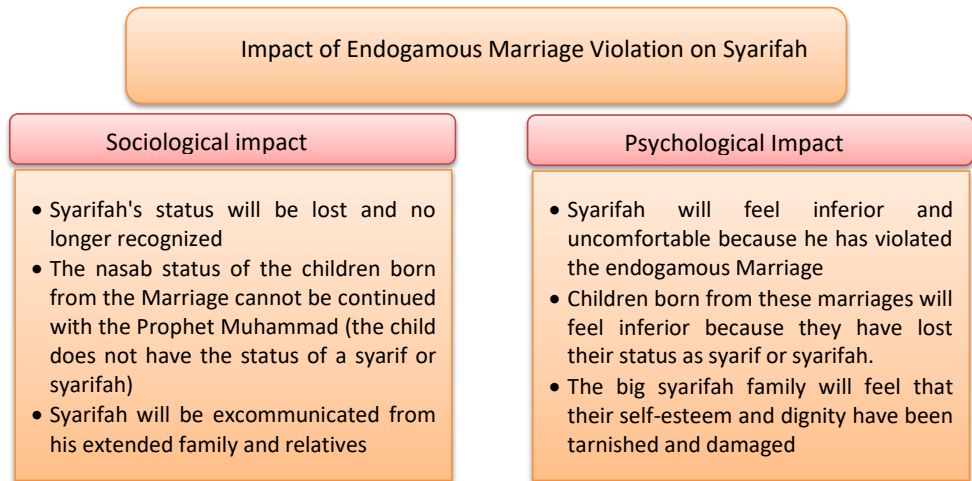 Impact of Endogamous Marriage Violation on Syarifah
Sociological impact
• Syarifah's status will be lost and no
longer recognized
• The nasab status of the children born
from the Marriage cannot be continued
with the Prophet Muhammad (the child
does not have the status of a syarif or
syarifah)
• Syarifah will be excommunicated from
his extended family and relatives
Psychological Impact
• Syarifah will feel inferior and
uncomfortable because he has violated
the endogamous Marriage
• Children born from these marriages will
feel inferior because they have lost
their status as syarif or syarifah.
• The big syarifah family will feel that
their self-esteem and dignity have been
tarnished and damaged